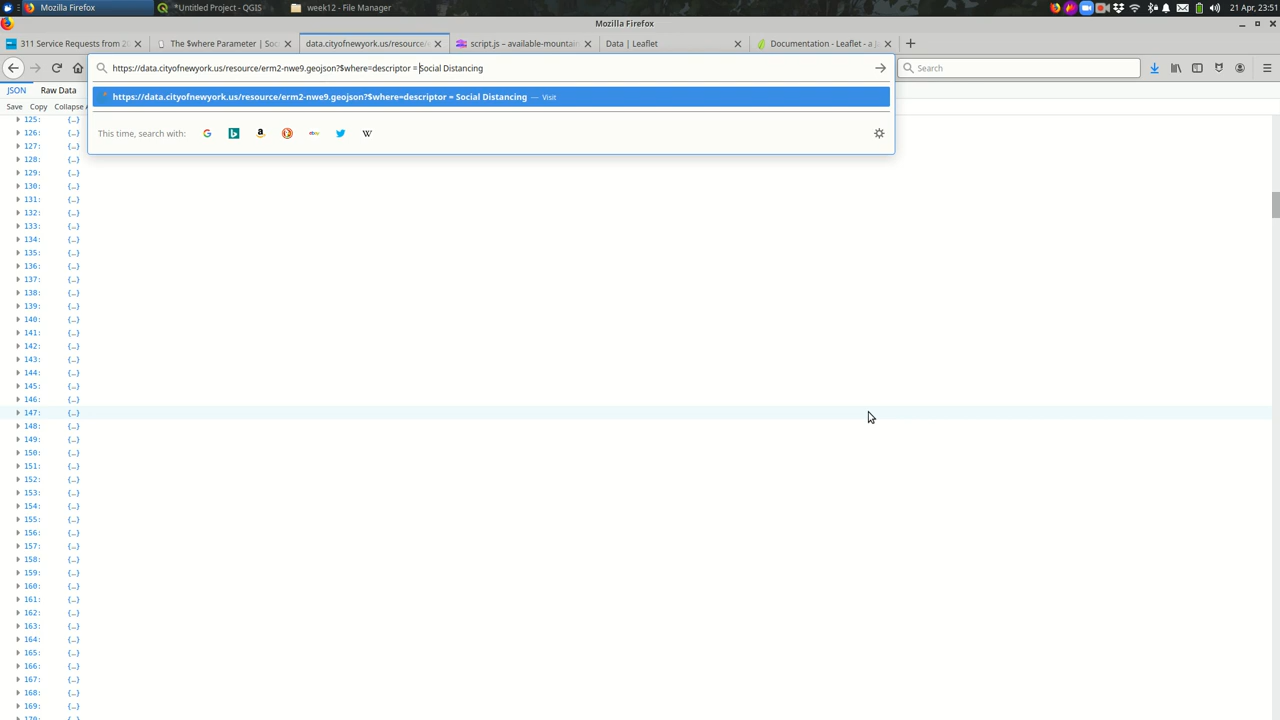 Mozilla Firefox
*Untitled Project - QGIS
week12 - File Manager
21 Apr, 23:51
Mozilla Firefox
311 Service Requests from 20
The $where Parameter | Soc
data.cityofnewyork.us/resource/
script.js – available-mountain
Data | Leaflet
Documentation - Leaflet - a J
https://data.cityofnewyork.us/resource/erm2-nwe9.geojson?$where=descriptor = Social Distancing
Search
JSON
Raw Data
https://data.cityofnewyork.us/resource/erm2-nwe9.geojson?$where=descriptor = Social Distancing — Visit
Save
Copy
Collapse
This time, search with:
ebay
W
125: {…}
126: {…}
127: {…}
128: {…}
129: {…}
130: {…}
131: {…}
132: {…}
133: {…}
134: {…}
135: {…}
136: {…}
137: {…}
138: {…}
139: {…}
140: {…}
141: {…}
142: {…}
143: {…}
144: {…}
145: {…}
146: {…}
147: {…}
148: {…}
149: {…}
150: {…}
151: {…}
152: {…}
153: {…}
154: {…}
155: {…}
156: {…}
157: {…}
158: {…}
159: {…}
160: {…}
161: {…}
162: {…}
163: {…}
164: {…}
165: {…}
166: {…}
167: {…}
168: {…}
169: {…}
170: {…}